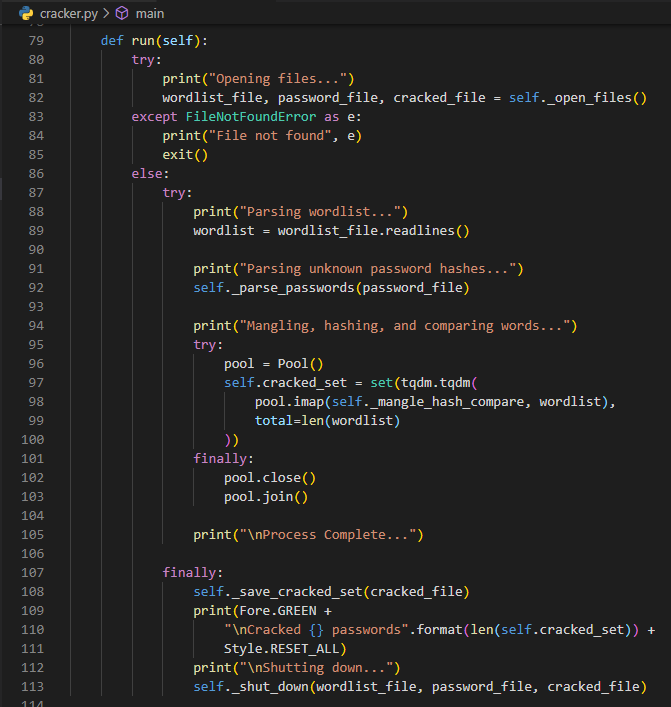 cracker.py > main
79 def run(self):
80 try:
81 print("Opening files...")
82 wordlist_file, password_file, cracked_file = self._open_files()
83 except FileNotFoundError as e:
84 print("File not found", e)
85 exit()
86 else:
87 try:
88 print("Parsing wordlist...")
89 wordlist = wordlist_file.readlines()
90
91 print("Parsing unknown password hashes...")
92 self._parse_passwords(password_file)
93
94 print("Mangling, hashing, and comparing words...")
95 try:
96 pool = Pool()
97 self.cracked_set = set(tqdm.tqdm(
98 pool.imap(self._mangle_hash_compare, wordlist),
99 total=len(wordlist)
100 ))
101 finally:
102 pool.close()
103 pool.join()
104
105 print("\nProcess Complete...")
106
107 finally:
108 self._save_cracked_set(cracked_file)
109 print(Fore.GREEN +
110 "\nCracked {} passwords".format(len(self.cracked_set)) +
111 Style.RESET_ALL)
112 print("\nShutting down...")
113 self._shut_down(wordlist_file, password_file, cracked_file)
114